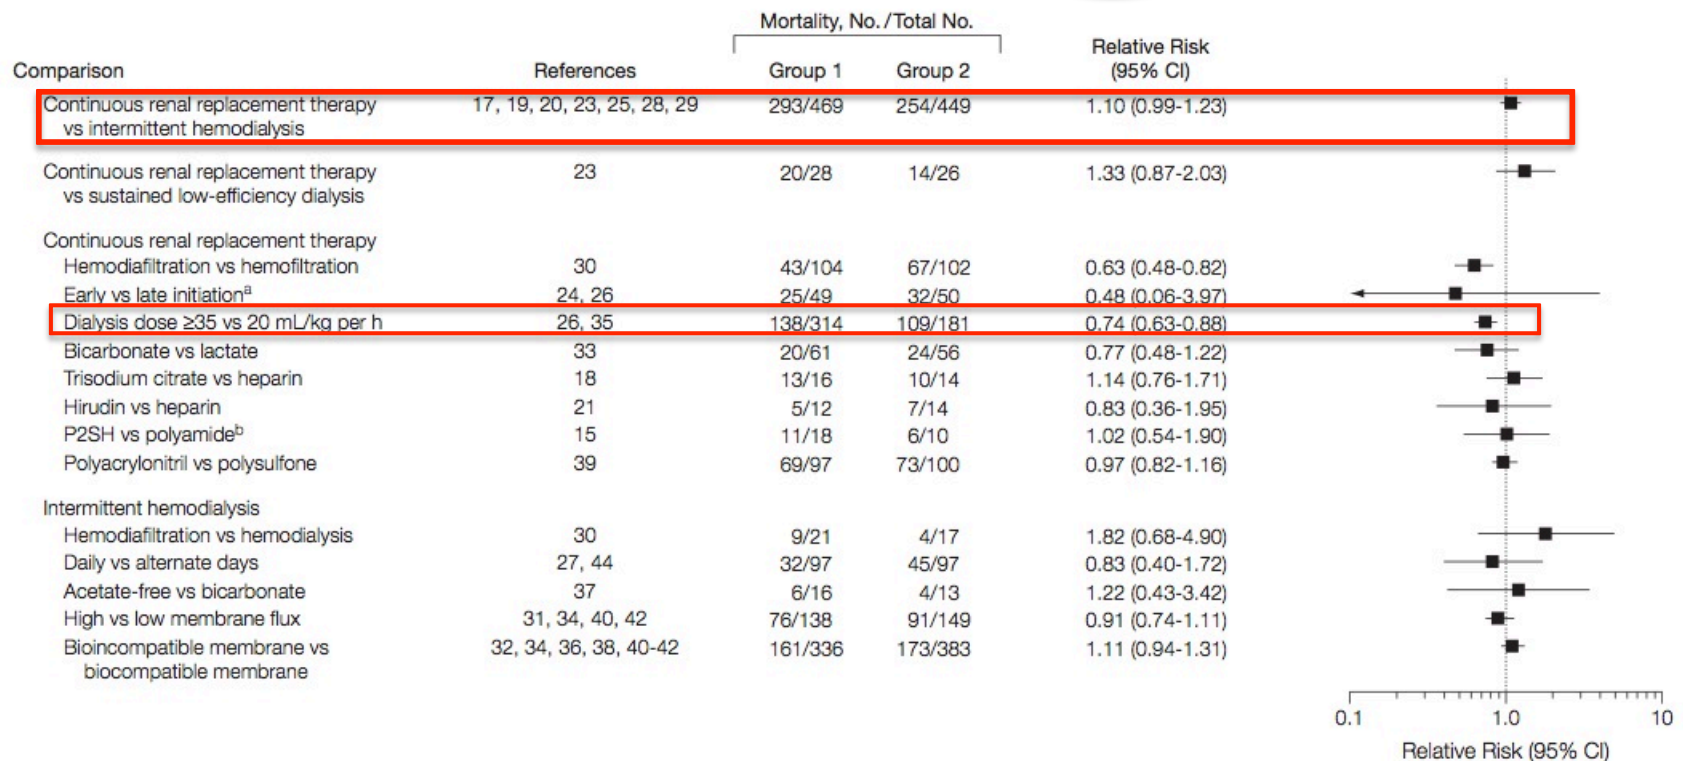 Mortality, No./Total No.
Comparison References Group 1 Group 2 Relative Risk (95% CI)
Continuous renal replacement therapy 17, 19, 20, 23, 25, 28, 29 293/469 254/449 1.10 (0.99-1.23)
vs intermittent hemodialysis
Continuous renal replacement therapy 23 20/28 14/26 1.33 (0.87-2.03)
vs sustained low-efficiency dialysis
Continuous renal replacement therapy
Hemodiafiltration vs hemofiltration 30 43/104 67/102 0.63 (0.48-0.82)
Early vs late initiationᵃ 24, 26 25/49 32/50 0.48 (0.06-3.97)
Dialysis dose ≥35 vs 20 mL/kg per h 26, 35 138/314 109/181 0.74 (0.63-0.88)
Bicarbonate vs lactate 33 20/61 24/56 0.77 (0.48-1.22)
Trisodium citrate vs heparin 18 13/16 10/14 1.14 (0.76-1.71)
Hirudin vs heparin 21 5/12 7/14 0.83 (0.36-1.95)
P2SH vs polyamideᵇ 15 11/18 6/10 1.02 (0.54-1.90)
Polyacrylonitril vs polysulfone 39 69/97 73/100 0.97 (0.82-1.16)
Intermittent hemodialysis
Hemodiafiltration vs hemodialysis 30 9/21 4/17 1.82 (0.68-4.90)
Daily vs alternate days 27, 44 32/97 45/97 0.83 (0.40-1.72)
Acetate-free vs bicarbonate 37 6/16 4/13 1.22 (0.43-3.42)
High vs low membrane flux 31, 34, 40, 42 76/138 91/149 0.91 (0.74-1.11)
Bioincompatible membrane vs 32, 34, 36, 38, 40-42 161/336 173/383 1.11 (0.94-1.31)
biocompatible membrane
0.1 1.0 10
Relative Risk (95% CI)